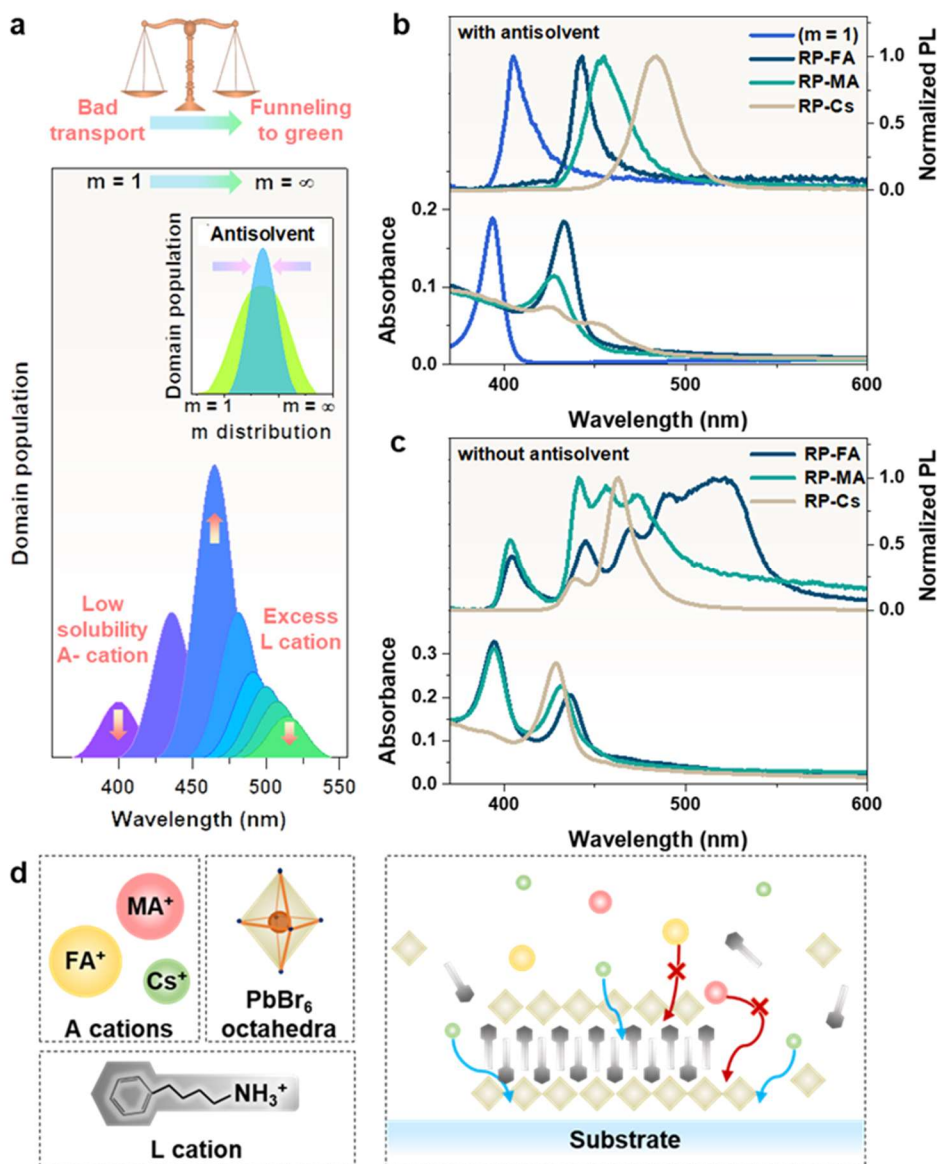 a
Bad
transport
Funneling
to green
m = 1
m = ∞
Antisolvent
Domain population
m = 1
m = ∞
m distribution
Domain population
Low
solubility
A- cation
Excess
L cation
400
450
500
550
Wavelength (nm)
b
with antisolvent
(m = 1)
RP-FA
RP-MA
RP-Cs
1.0
0.5
0.0
Normalized PL
0.2
0.1
0.0
Absorbance
400
500
600
Wavelength (nm)
c
without antisolvent
RP-FA
RP-MA
RP-Cs
1.0
0.5
0.0
Normalized PL
0.3
0.2
0.1
0.0
Absorbance
400
500
600
Wavelength (nm)
d
MA⁺
FA⁺
Cs⁺
A cations
PbBr₆
octahedra
NH₃⁺
L cation
Substrate